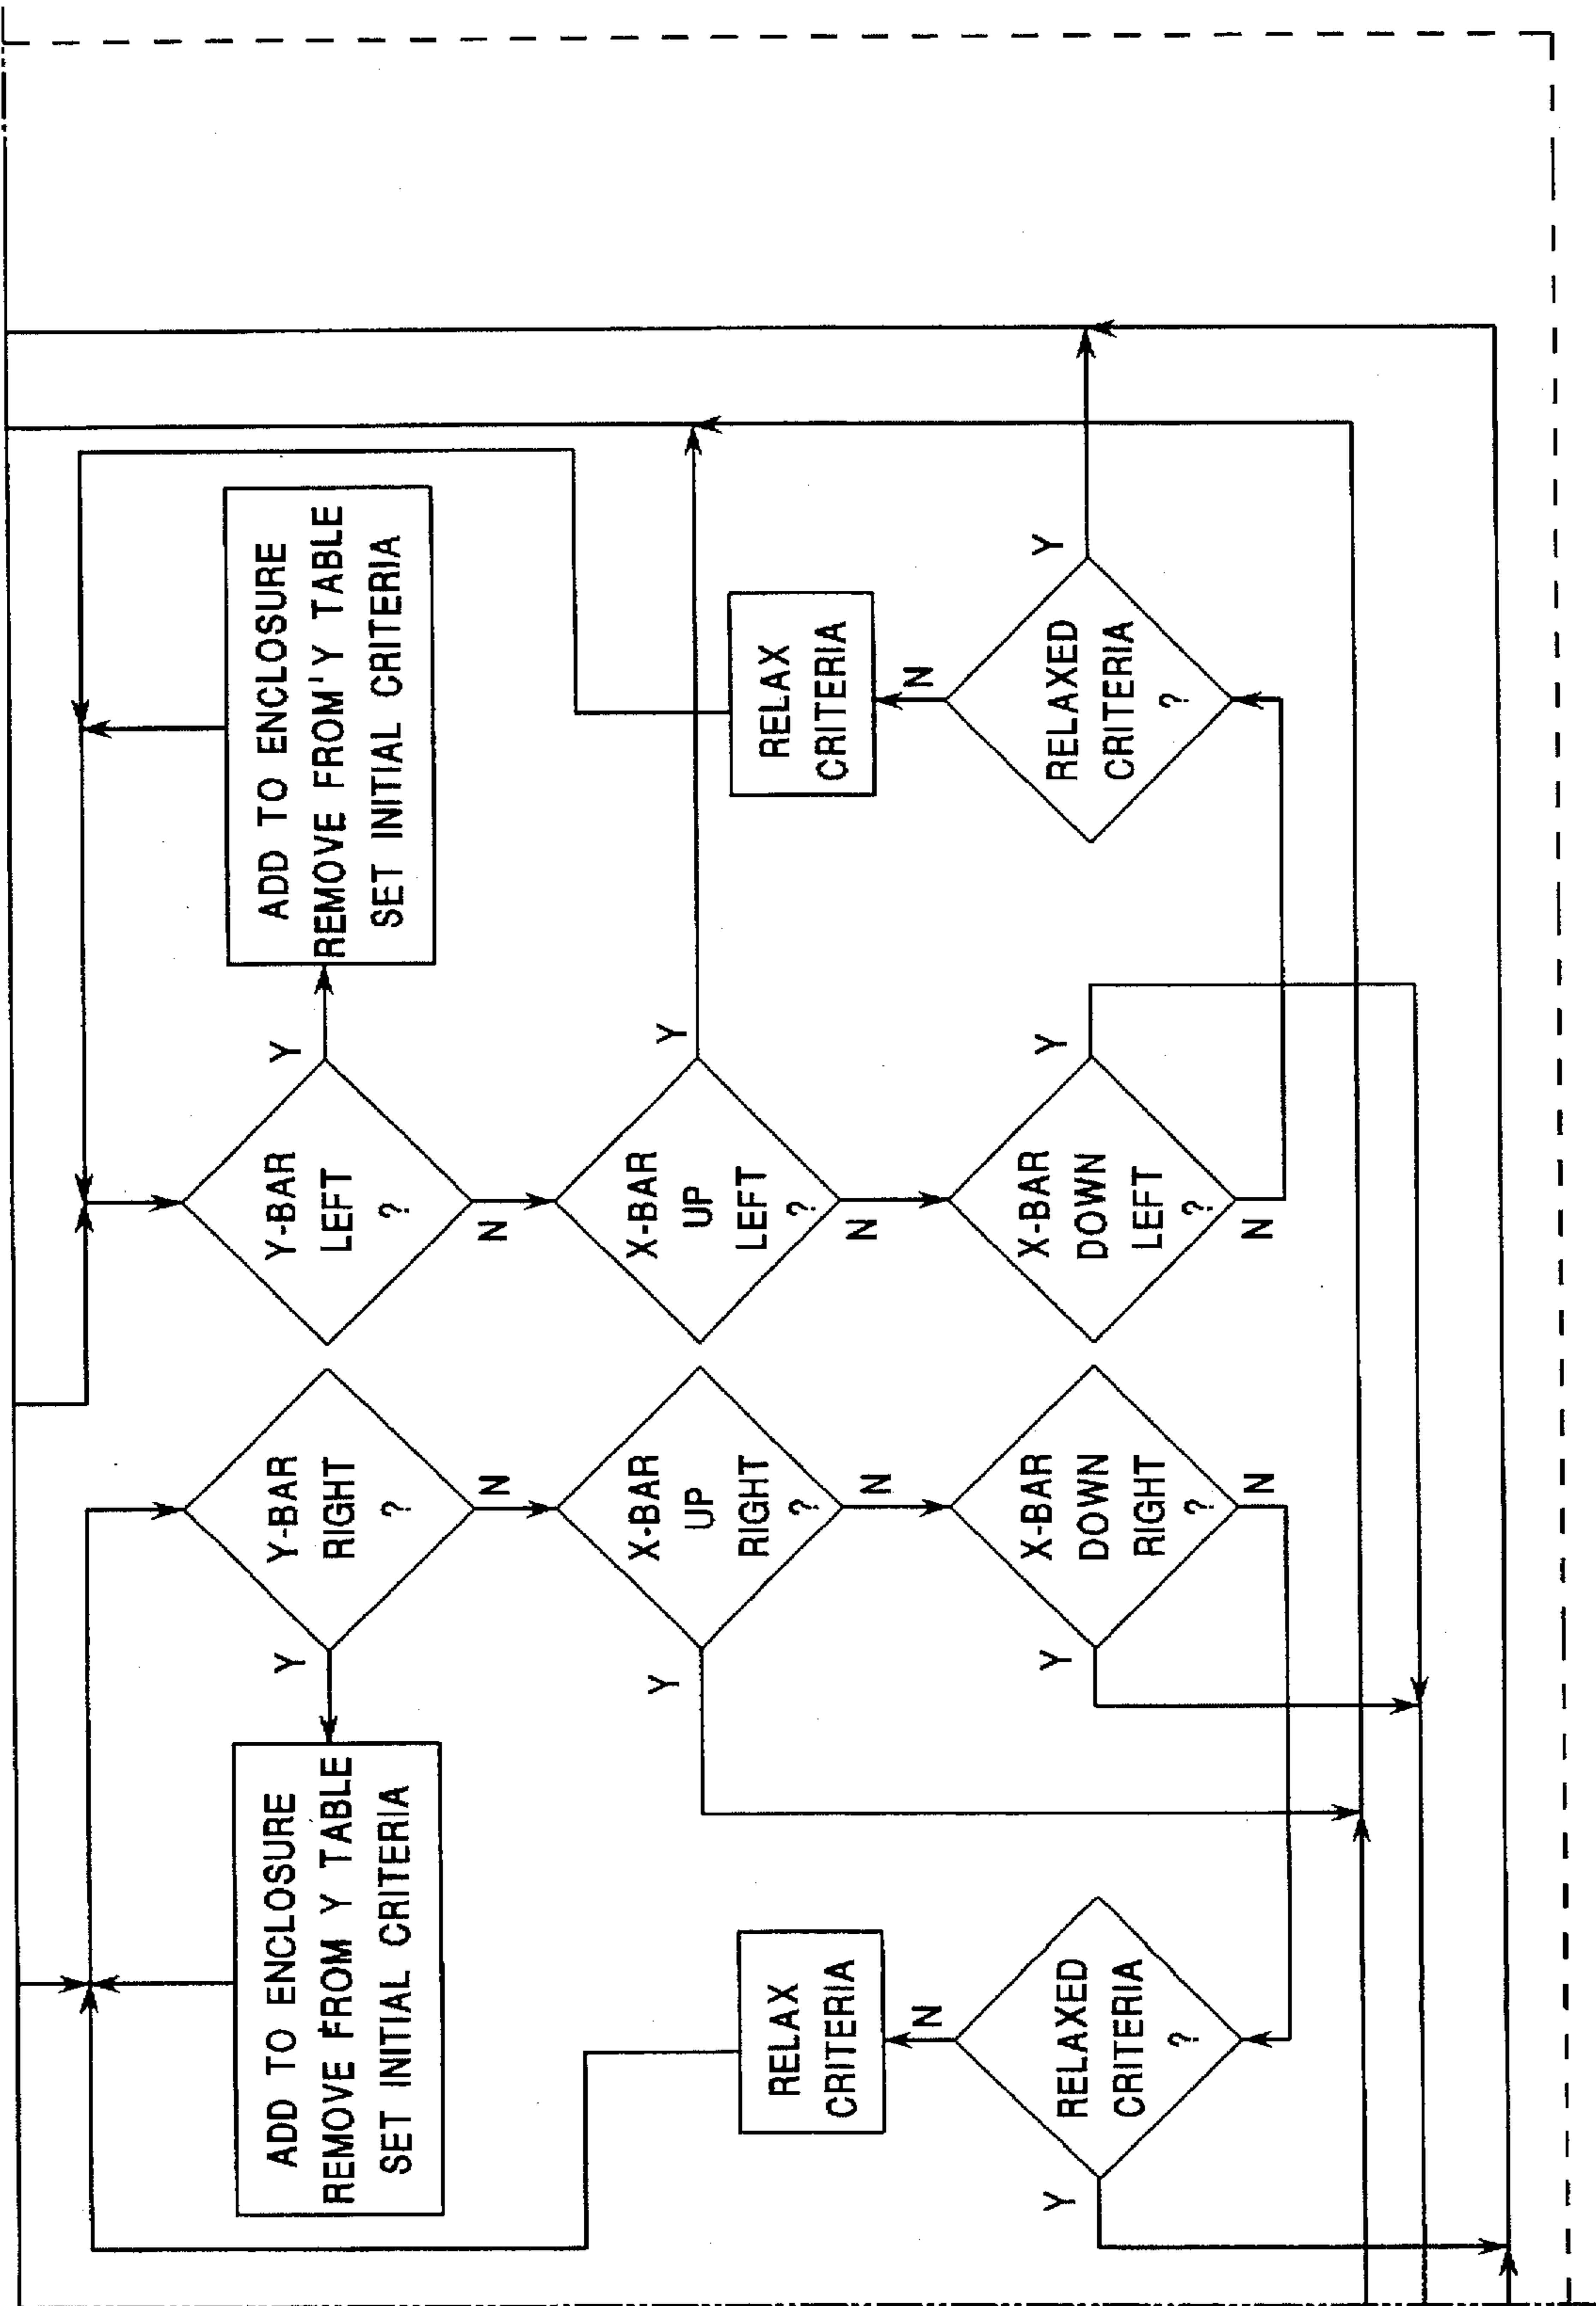 ADD TO ENCLOSURE
REMOVE FROM Y TABLE
SET INITIAL CRITERIA
Y
Y-BAR
RIGHT
?
N
Y-BAR
LEFT
?
N
Y
ADD TO ENCLOSURE
REMOVE FROM'Y TABLE
SET INITIAL CRITERIA
Y
X-BAR
UP
RIGHT
?
N
X-BAR
UP
LEFT
?
N
Y
RELAX
CRITERIA
N
RELAX
CRITERIA
N
Y
RELAXED
CRITERIA
?
Y
X-BAR
DOWN
RIGHT
?
N
X-BAR
DOWN
LEFT
?
N
Y
RELAXED
CRITERIA
?
Y